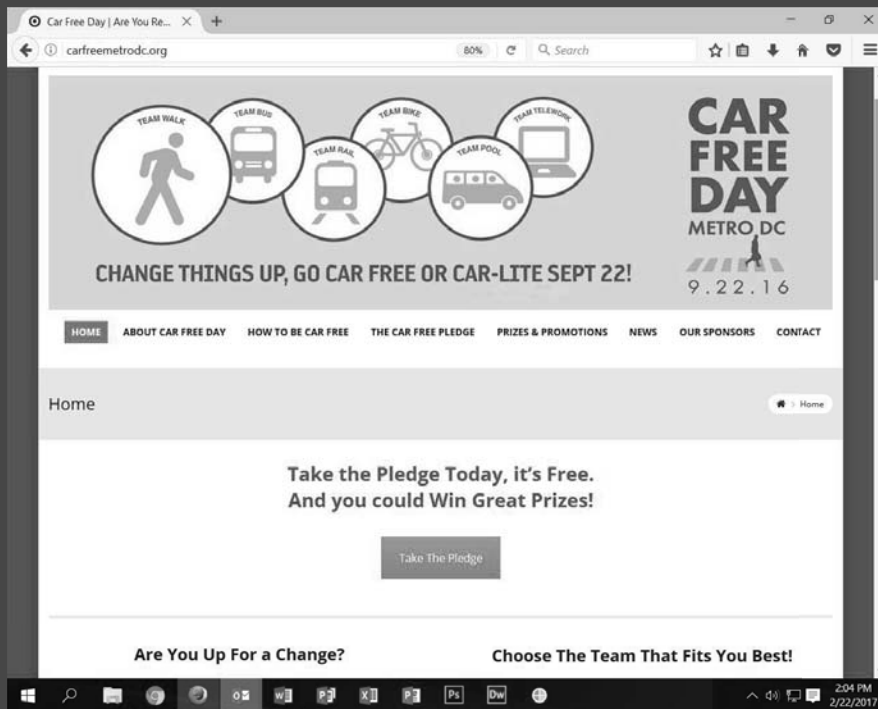 Car Free Day | Are You Re...
carfreemetrodc.org
80%
Search
TEAM WALK
TEAM BUS
TEAM RAIL
TEAM BIKE
TEAM POOL
TEAM TELEWORK
CAR
FREE
DAY
METRO DC
9.22.16
CHANGE THINGS UP, GO CAR FREE OR CAR-LITE SEPT 22!
HOME ABOUT CAR FREE DAY HOW TO BE CAR FREE THE CAR FREE PLEDGE PRIZES & PROMOTIONS NEWS OUR SPONSORS CONTACT
Home
> Home
Take the Pledge Today, it's Free.
And you could Win Great Prizes!
Take The Pledge
Are You Up For a Change?
Choose The Team That Fits You Best!
Ps
Dw
2:04 PM
2/22/2017